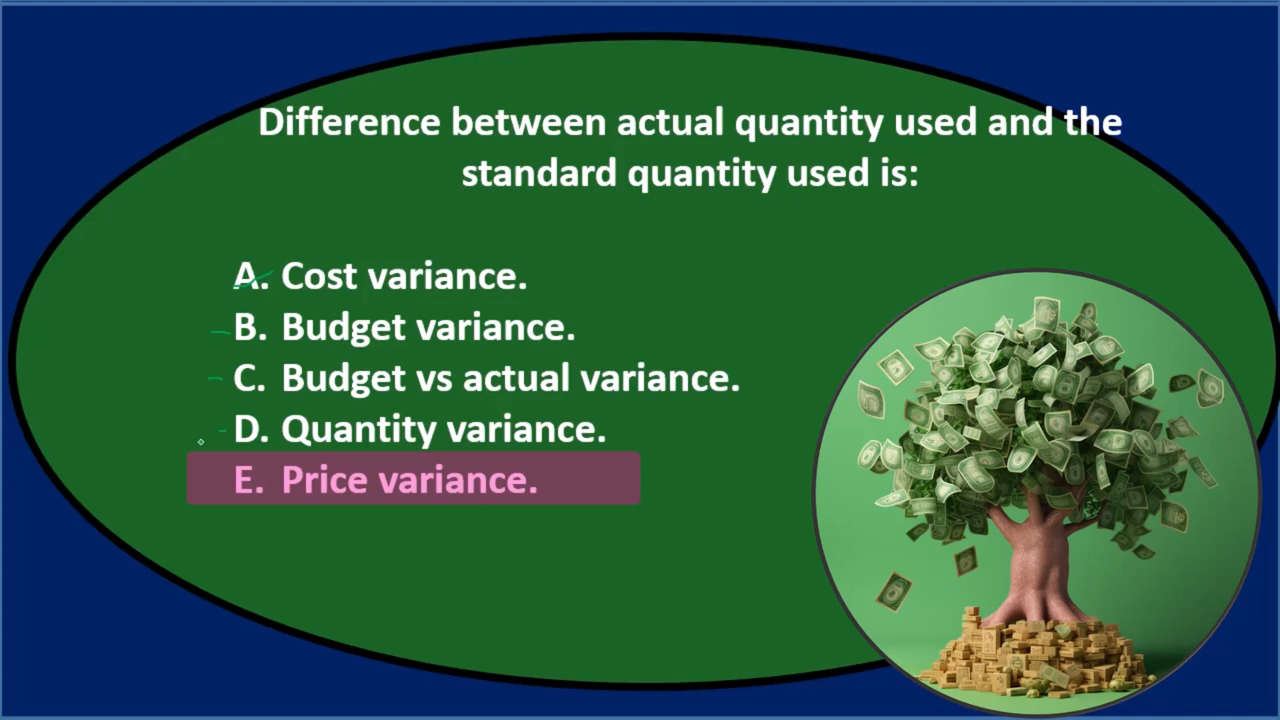 Difference between actual quantity used and the
standard quantity used is:
A. Cost variance.
B. Budget variance.
C. Budget vs actual variance.
D. Quantity variance.
E. Price variance.